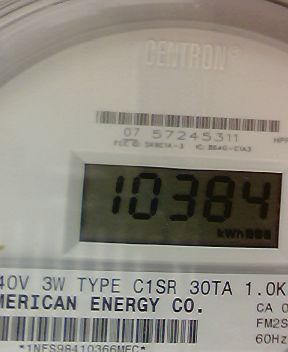 CENTRON®
07 57245311
10384
kWh
40V 3W TYPE C1SR 30TA 1.0K
MERICAN ENERGY CO.
CA 0
FM2S
60Hz
*1NFS98410366MEC*